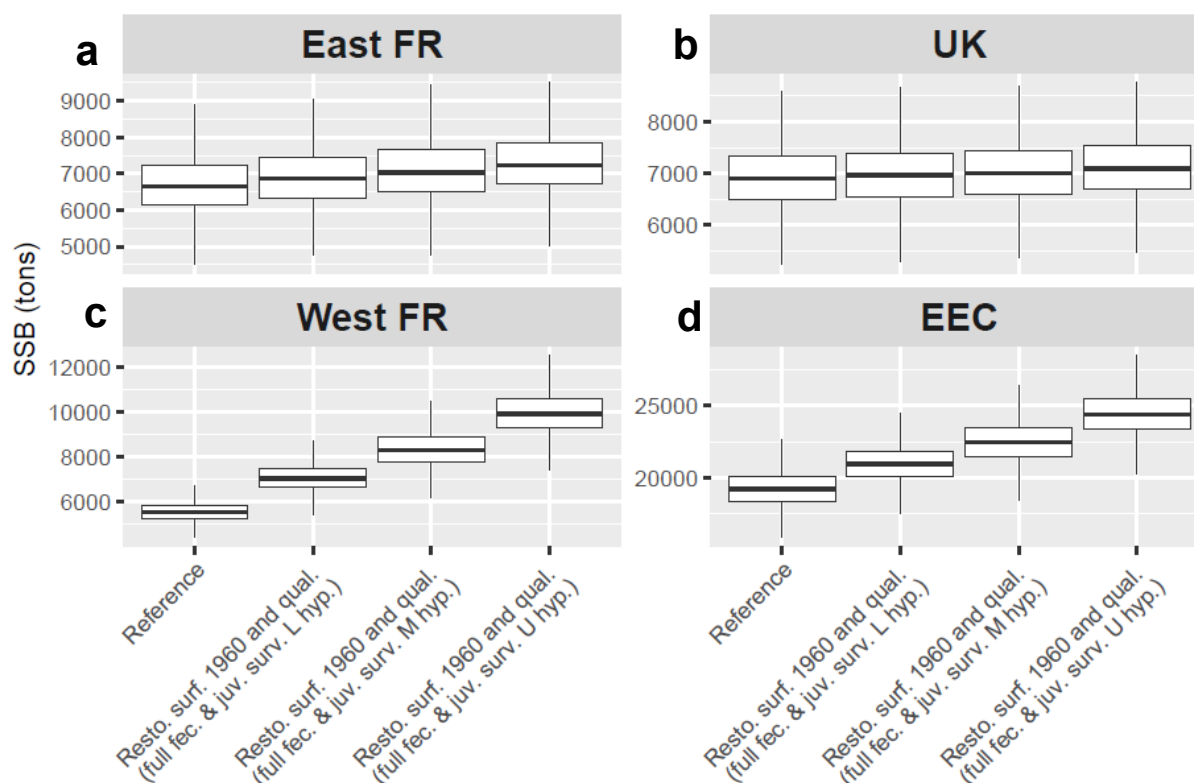 a
East FR
b
UK
9000
8000
7000
6000
5000
8000
7000
6000
SSB (tons)
c
West FR
d
EEC
12000
10000
8000
6000
25000
20000
Reference
Resto. surf. 1960 and qual.
(full fec. & juv. surv. L hyp.)
Resto. surf. 1960 and qual.
(full fec. & juv. surv. M hyp.)
Resto. surf. 1960 and qual.
(full fec. & juv. surv. U hyp.)
Reference
Resto. surf. 1960 and qual.
(full fec. & juv. surv. L hyp.)
Resto. surf. 1960 and qual.
(full fec. & juv. surv. M hyp.)
Resto. surf. 1960 and qual.
(full fec. & juv. surv. U hyp.)